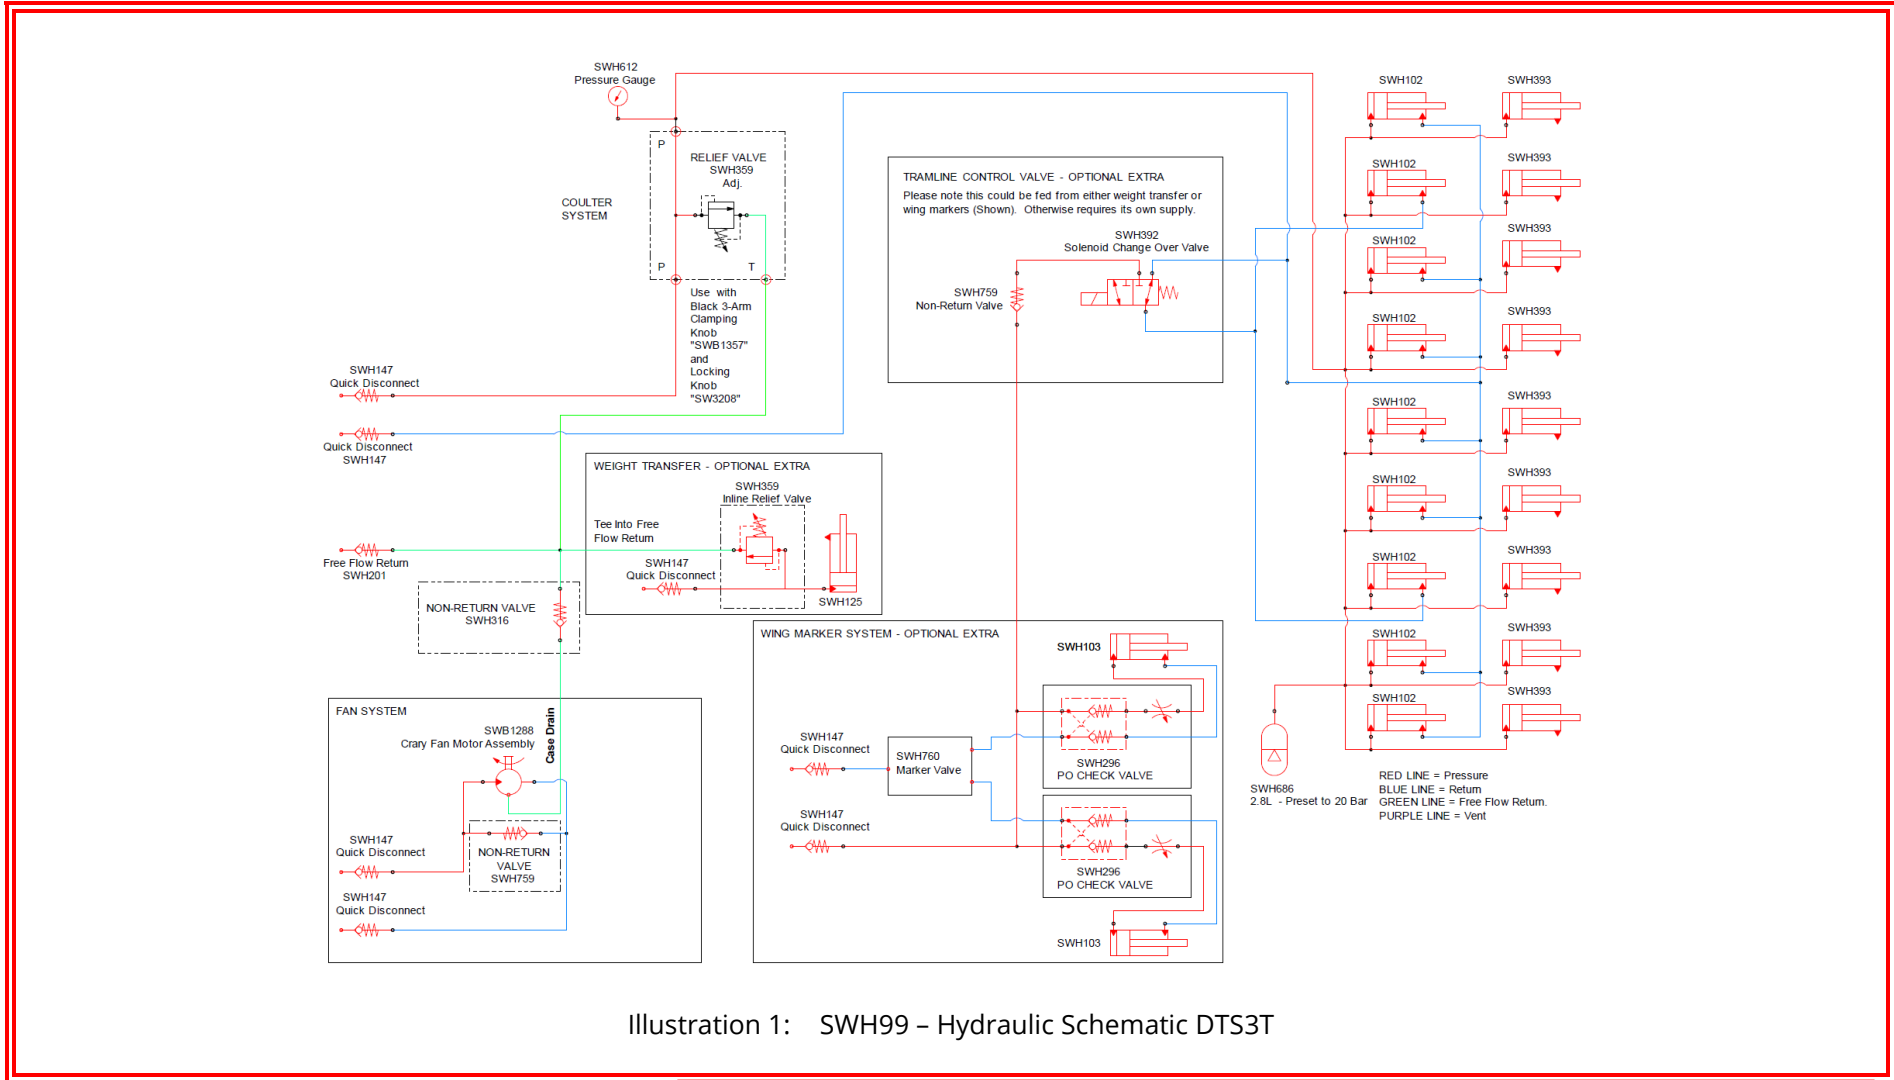 SWH612
Pressure Gauge
P
RELIEF VALVE
SWH359
Adj.
COULTER
SYSTEM
P
T
Use with
Black 3-Arm
Clamping
Knob
"SWB1357"
and
Locking
Knob
"SW3208"
SWH147
Quick Disconnect
Quick Disconnect
SWH147
Free Flow Return
SWH201
NON-RETURN VALVE
SWH316
WEIGHT TRANSFER - OPTIONAL EXTRA
SWH359
Inline Relief Valve
Tee Into Free
Flow Return
SWH147
Quick Disconnect
SWH125
TRAMLINE CONTROL VALVE - OPTIONAL EXTRA
Please note this could be fed from either weight transfer or
wing markers (Shown). Otherwise requires its own supply.
SWH392
Solenoid Change Over Valve
SWH759
Non-Return Valve
FAN SYSTEM
SWB1288
Crary Fan Motor Assembly
Case Drain
SWH147
Quick Disconnect
NON-RETURN
VALVE
SWH759
SWH147
Quick Disconnect
WING MARKER SYSTEM - OPTIONAL EXTRA
SWH103
SWH147
Quick Disconnect
SWH760
Marker Valve
SWH296
PO CHECK VALVE
SWH147
Quick Disconnect
SWH296
PO CHECK VALVE
SWH103
SWH102
SWH393
SWH102
SWH393
SWH102
SWH393
SWH102
SWH393
SWH102
SWH393
SWH102
SWH393
SWH102
SWH393
SWH102
SWH393
SWH102
SWH393
SWH686
2.8L - Preset to 20 Bar
RED LINE = Pressure
BLUE LINE = Return
GREEN LINE = Free Flow Return.
PURPLE LINE = Vent
Illustration 1: SWH99 – Hydraulic Schematic DTS3T